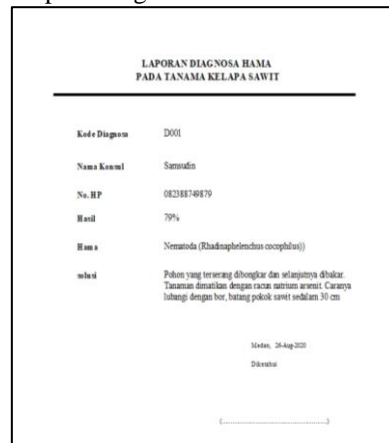 LAPORAN DIAGNOSA HAMA
PADA TANAMA KELAPA SAWIT
Kode Diagnosa D001
Nama Konsul Samsudin
No. HP 082388749879
Hasil 79%
Hama Nematoda (Rhadinaphelenchus cocophilus))
solusi Pohon yang terserang dibongkar dan selanjutnya dibakar.
Tanaman dimatikan dengan racun natrium arsenit. Caranya
lubangi dengan bor, batang pokok sawit sedalam 30 cm
Medan, 26-Aug-2020
Diketahui
(......................................................)